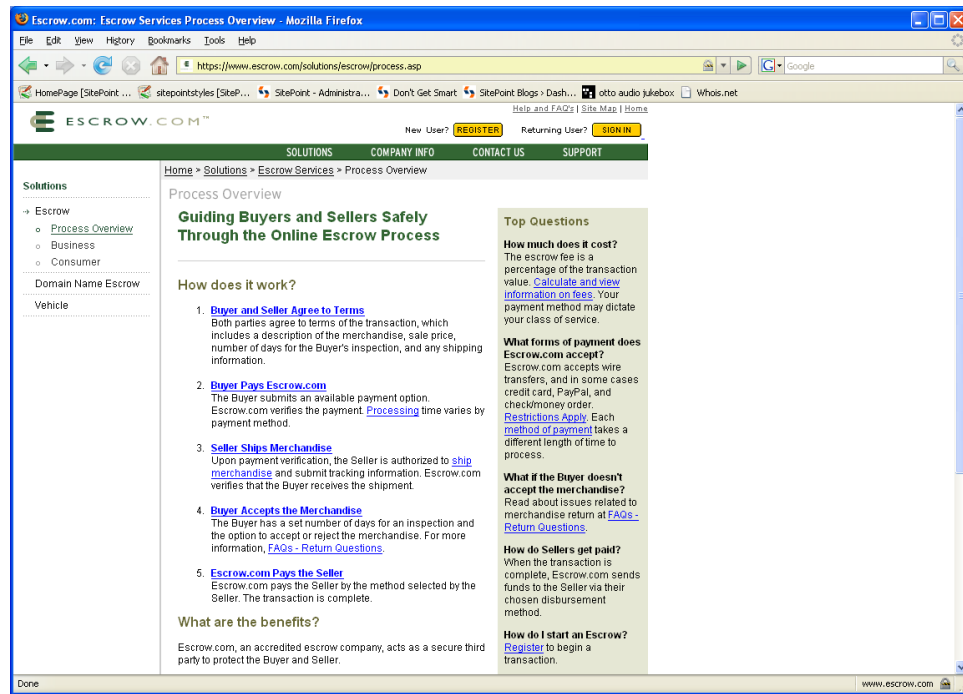 Escrow.com: Escrow Services Process Overview - Mozilla Firefox
File Edit View History Bookmarks Tools Help
https://www.escrow.com/solutions/escrow/process.asp
G Google
HomePage [SitePoint ... sitepointstyles [SiteP... SitePoint - Administra... Don't Get Smart SitePoint Blogs › Dash... otto audio jukebox Whois.net
Help and FAQ's | Site Map | Home
ESCROW.COM™
New User? REGISTER Returning User? SIGN IN
SOLUTIONS COMPANY INFO CONTACT US SUPPORT
Home > Solutions > Escrow Services > Process Overview
Solutions
Escrow
Process Overview
Business
Consumer
Domain Name Escrow
Vehicle
Process Overview
Guiding Buyers and Sellers Safely
Through the Online Escrow Process
How does it work?
1. Buyer and Seller Agree to Terms
Both parties agree to terms of the transaction, which
includes a description of the merchandise, sale price,
number of days for the Buyer's inspection, and any shipping
information.
2. Buyer Pays Escrow.com
The Buyer submits an available payment option.
Escrow.com verifies the payment. Processing time varies by
payment method.
3. Seller Ships Merchandise
Upon payment verification, the Seller is authorized to ship
merchandise and submit tracking information. Escrow.com
verifies that the Buyer receives the shipment.
4. Buyer Accepts the Merchandise
The Buyer has a set number of days for an inspection and
the option to accept or reject the merchandise. For more
information, FAQs - Return Questions.
5. Escrow.com Pays the Seller
Escrow.com pays the Seller by the method selected by the
Seller. The transaction is complete.
What are the benefits?
Escrow.com, an accredited escrow company, acts as a secure third
party to protect the Buyer and Seller.
Top Questions
How much does it cost?
The escrow fee is a
percentage of the transaction
value. Calculate and view
information on fees. Your
payment method may dictate
your class of service.
What forms of payment does
Escrow.com accept?
Escrow.com accepts wire
transfers, and in some cases
credit card, PayPal, and
check/money order.
Restrictions Apply. Each
method of payment takes a
different length of time to
process.
What if the Buyer doesn't
accept the merchandise?
Read about issues related to
merchandise return at FAQs -
Return Questions.
How do Sellers get paid?
When the transaction is
complete, Escrow.com sends
funds to the Seller via their
chosen disbursement
method.
How do I start an Escrow?
Register to begin a
transaction.
Done
www.escrow.com